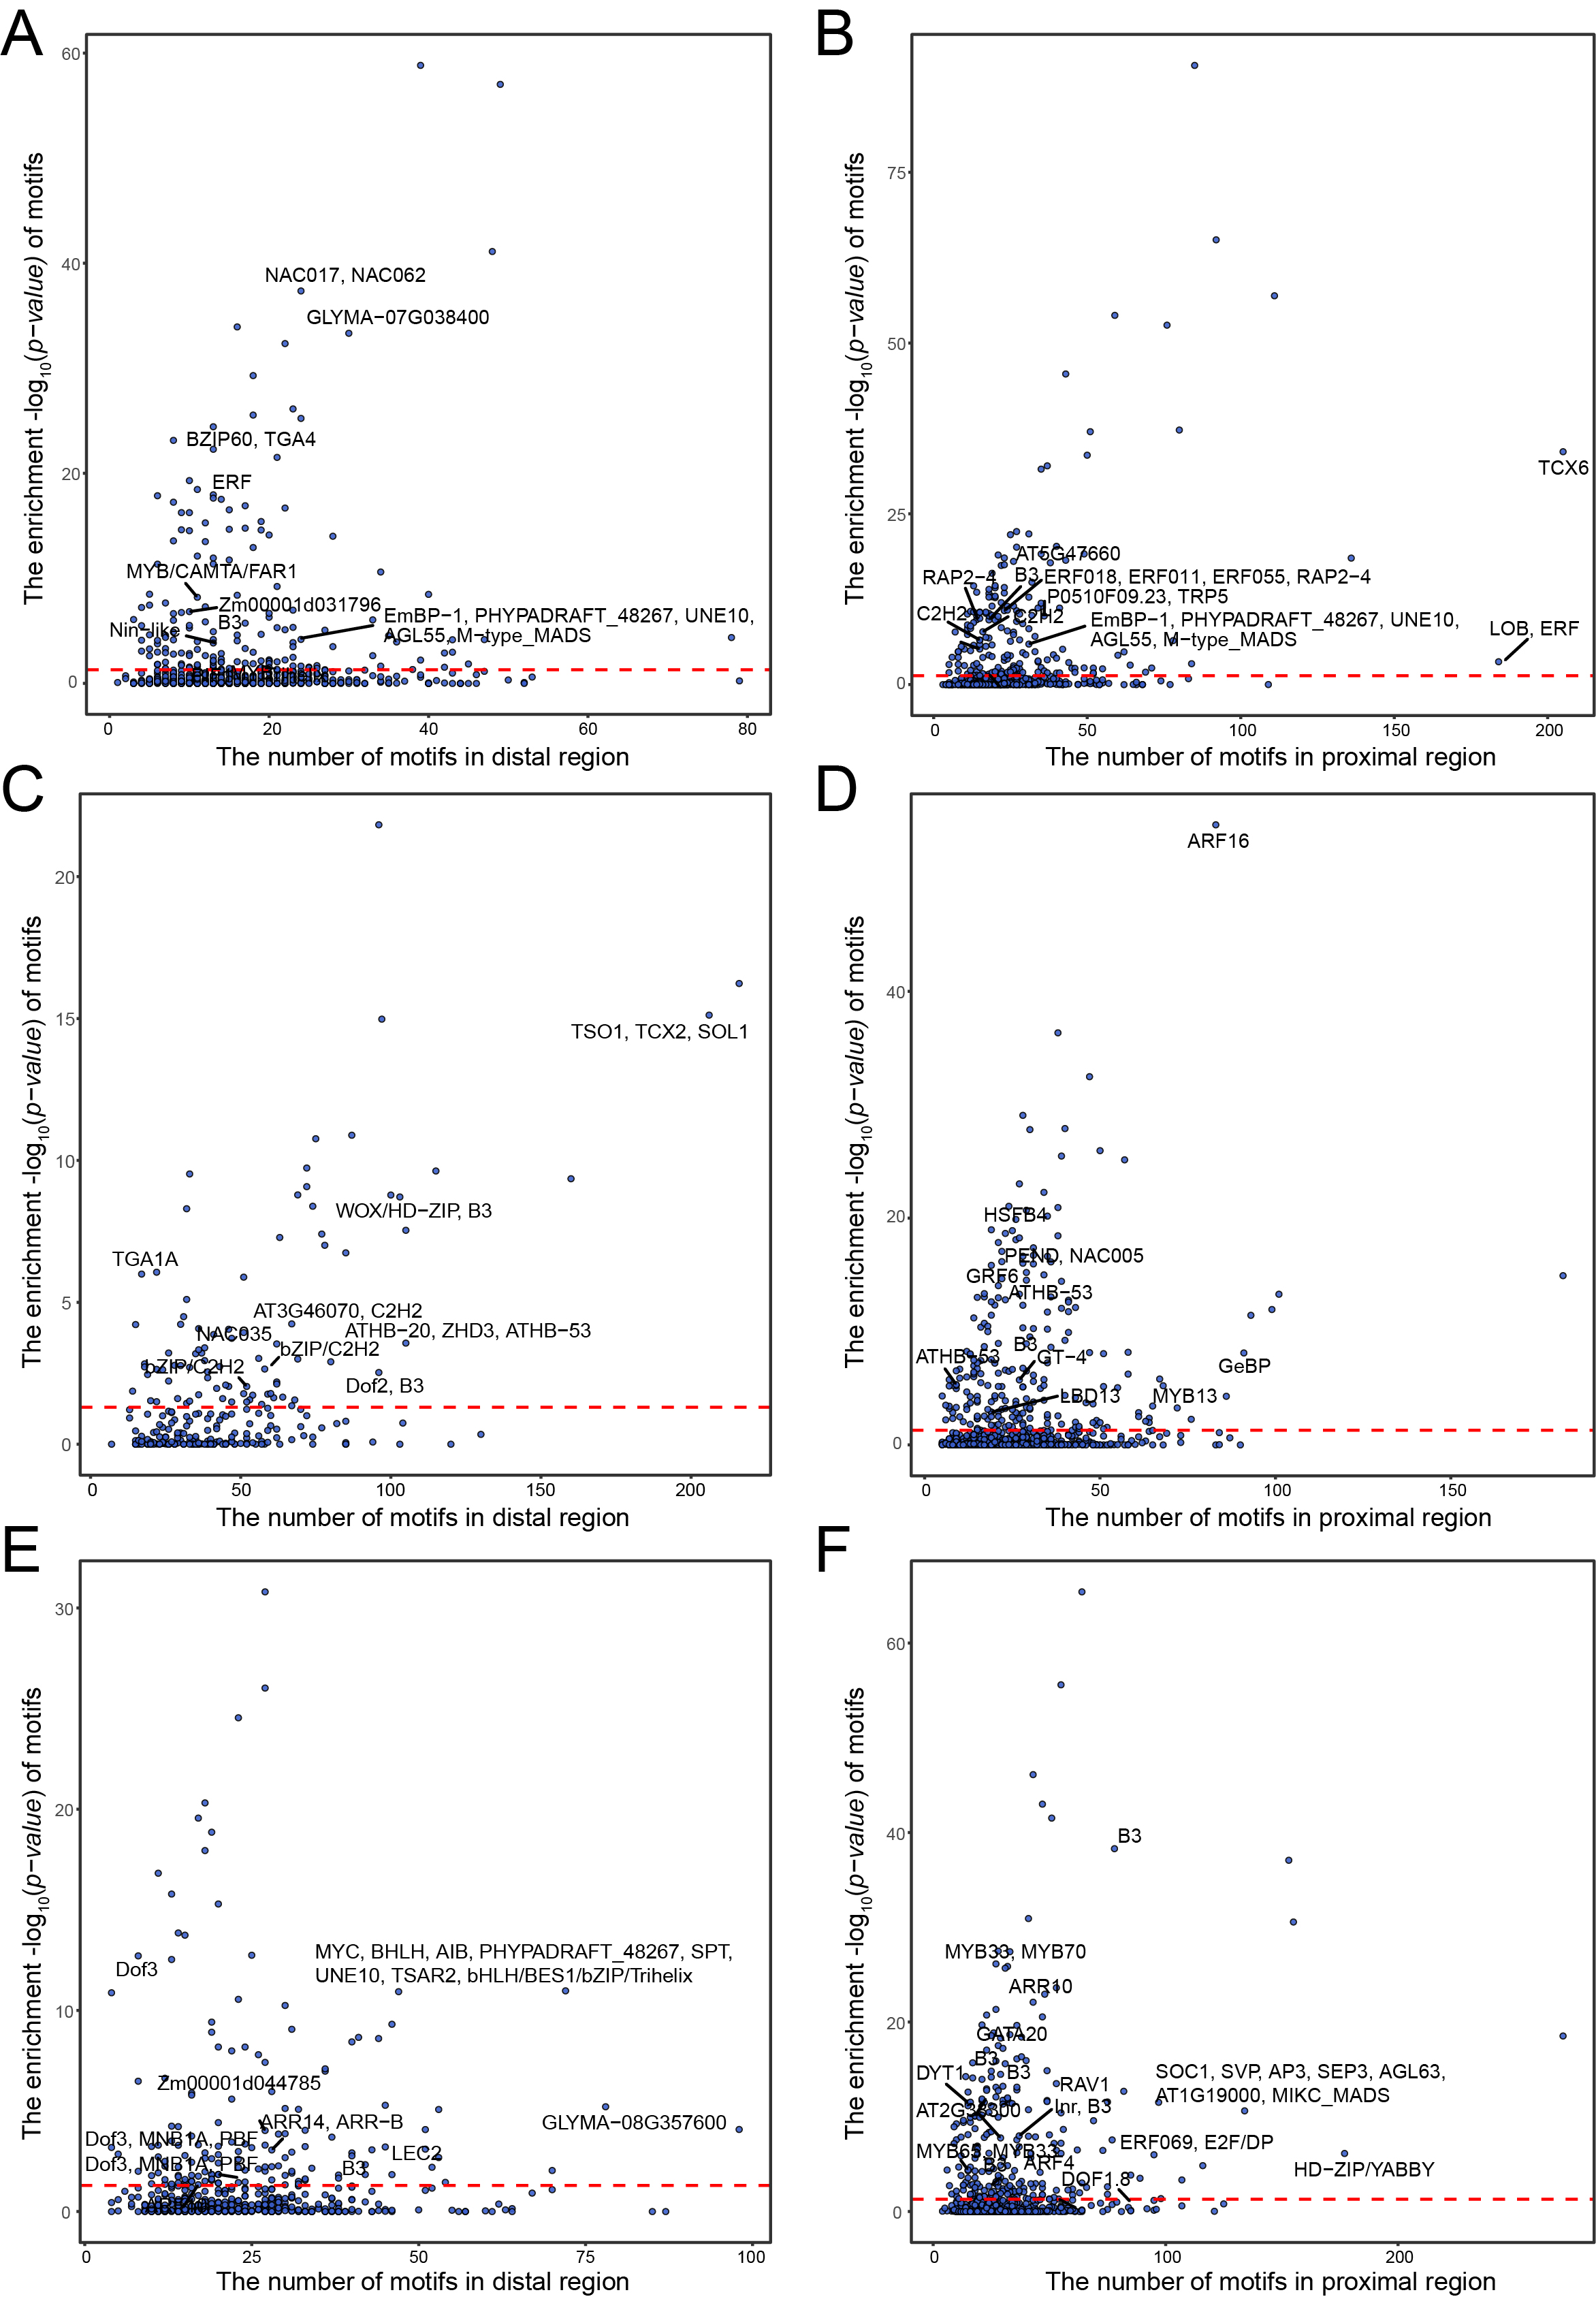 A
The enrichment -log10(p−value) of motifs
60
40
20
0
NAC017, NAC062
GLYMA−07G038400
BZIP60, TGA4
ERF
MYB/CAMTA/FAR1
Zm00001d031796
B3
Nin−like
EmBP−1, PHYPADRAFT_48267, UNE10,
AGL55, M−type_MADS
0 20 40 60 80
The number of motifs in distal region
B
The enrichment -log10(p−value) of motifs
75
50
25
0
TCX6
AT5G47660
RAP2−4
B3
ERF018, ERF011, ERF055, RAP2−4
P0510F09.23, TRP5
C2H2
C2H2
EmBP−1, PHYPADRAFT_48267, UNE10,
AGL55, M−type_MADS
LOB, ERF
0 50 100 150 200
The number of motifs in proximal region
C
The enrichment -log10(p−value) of motifs
20
15
10
5
0
TSO1, TCX2, SOL1
WOX/HD−ZIP, B3
TGA1A
AT3G46070, C2H2
NAC035
ATHB−20, ZHD3, ATHB−53
bZIP/C2H2
bZIP/C2H2
Dof2, B3
0 50 100 150 200
The number of motifs in distal region
D
The enrichment -log10(p−value) of motifs
40
20
0
ARF16
HSFB4
PEND, NAC005
GRF6
ATHB−53
B3
ATHB−53
GT−4
GeBP
LBD13
MYB13
0 50 100 150
The number of motifs in proximal region
E
The enrichment -log10(p−value) of motifs
30
20
10
0
MYC, BHLH, AIB, PHYPADRAFT_48267, SPT,
UNE10, TSAR2, bHLH/BES1/bZIP/Trihelix
Dof3
Zm00001d044785
ARR14, ARR−B
GLYMA−08G357600
Dof3, MNB1A, PBF
LEC2
Dof3, MNB1A, PBF
B3
0 25 50 75 100
The number of motifs in distal region
F
The enrichment -log10(p−value) of motifs
60
40
20
0
B3
MYB33, MYB70
ARR10
GATA20
B3
DYT1
B3
SOC1, SVP, AP3, SEP3, AGL63,
AT1G19000, MIKC_MADS
RAV1
Inr, B3
ERF069, E2F/DP
MYB65, MYB33
B3
ARF4
HD−ZIP/YABBY
DOF1.8
0 100 200
The number of motifs in proximal region